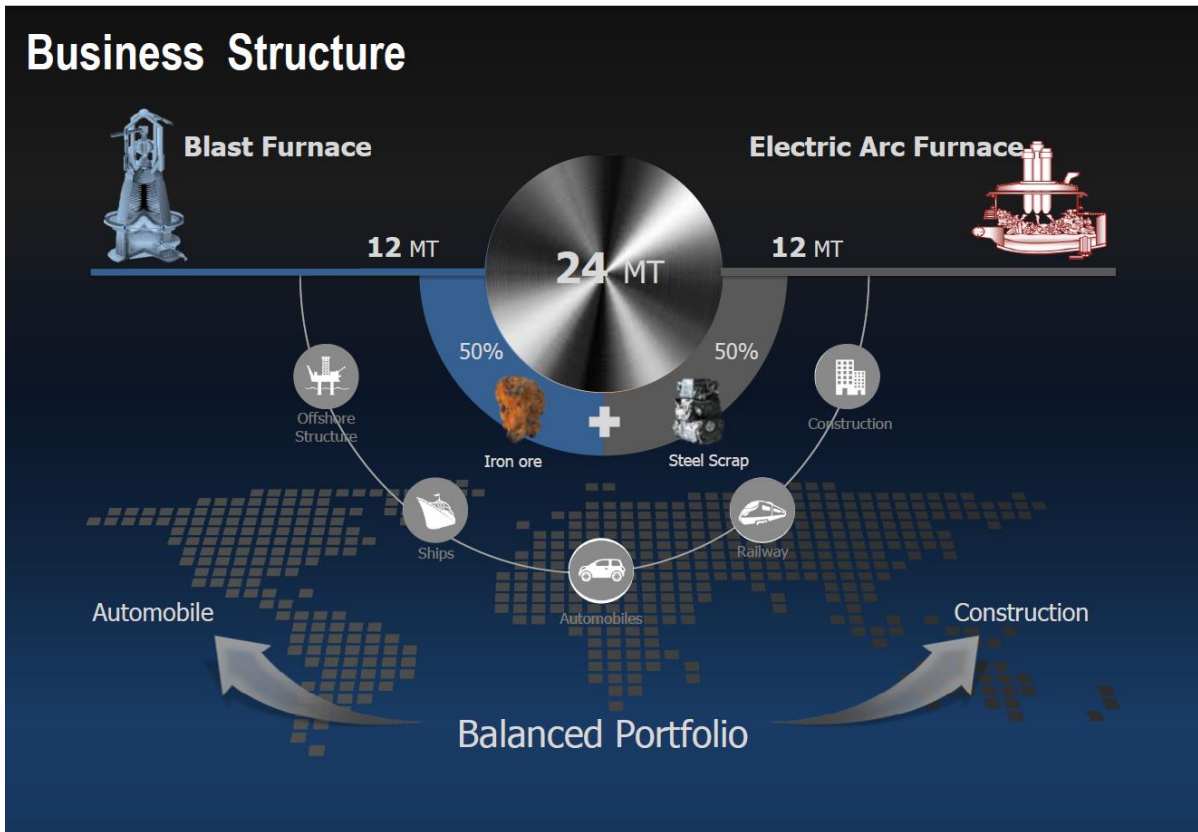 Business Structure
Blast Furnace
Electric Arc Furnace
12 MT
24 MT
12 MT
50%
50%
Offshore
Structure
Construction
Iron ore
Steel Scrap
Ships
Railway
Automobiles
Automobile
Construction
Balanced Portfolio